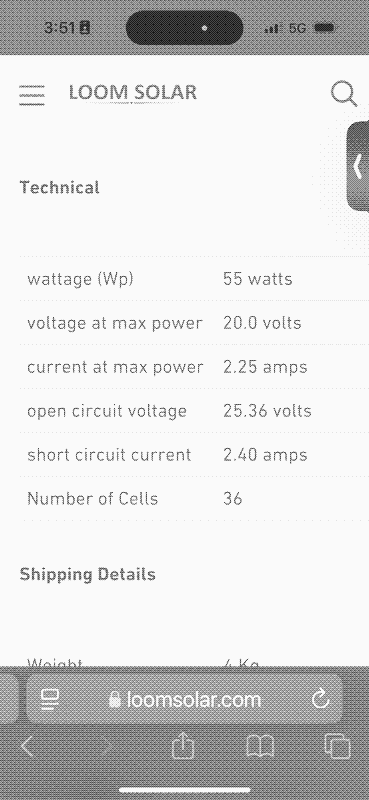 3:51 5G
LOOM SOLAR
Technical
wattage (Wp) 55 watts
voltage at max power 20.0 volts
current at max power 2.25 amps
open circuit voltage 25.36 volts
short circuit current 2.40 amps
Number of Cells 36
Shipping Details
Weight 4 Kg
loomsolar.com